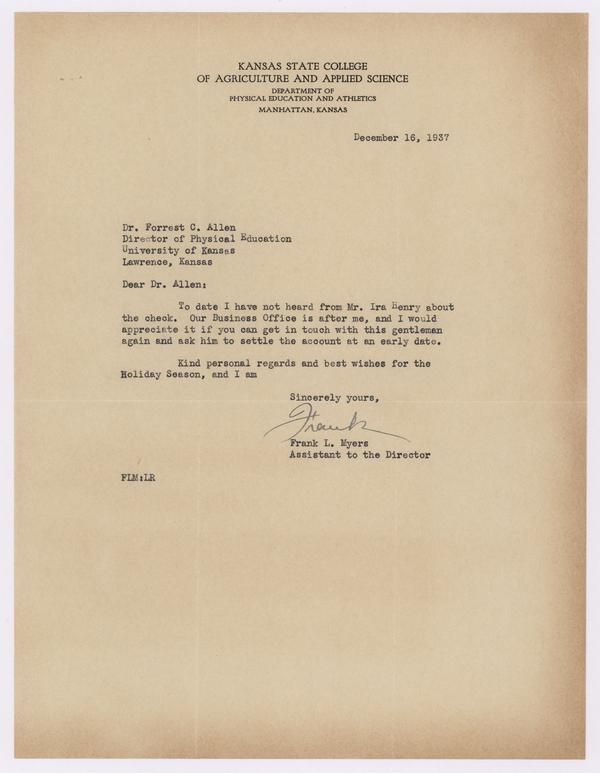 KANSAS STATE COLLEGE
OF AGRICULTURE AND APPLIED SCIENCE
DEPARTMENT OF
PHYSICAL EDUCATION AND ATHLETICS
MANHATTAN, KANSAS
December 16, 1937
Dr. Forrest C. Allen
Director of Physical Education
University of Kansas
Lawrence, Kansas
Dear Dr. Allen:
To date I have not heard from Mr. Ira Henry about
the check. Our Business Office is after me, and I would
appreciate it if you can get in touch with this gentleman
again and ask him to settle the account at an early date.
Kind personal regards and best wishes for the
Holiday Season, and I am
Sincerely yours,
Frank
Frank L. Myers
Assistant to the Director
FLM:LR